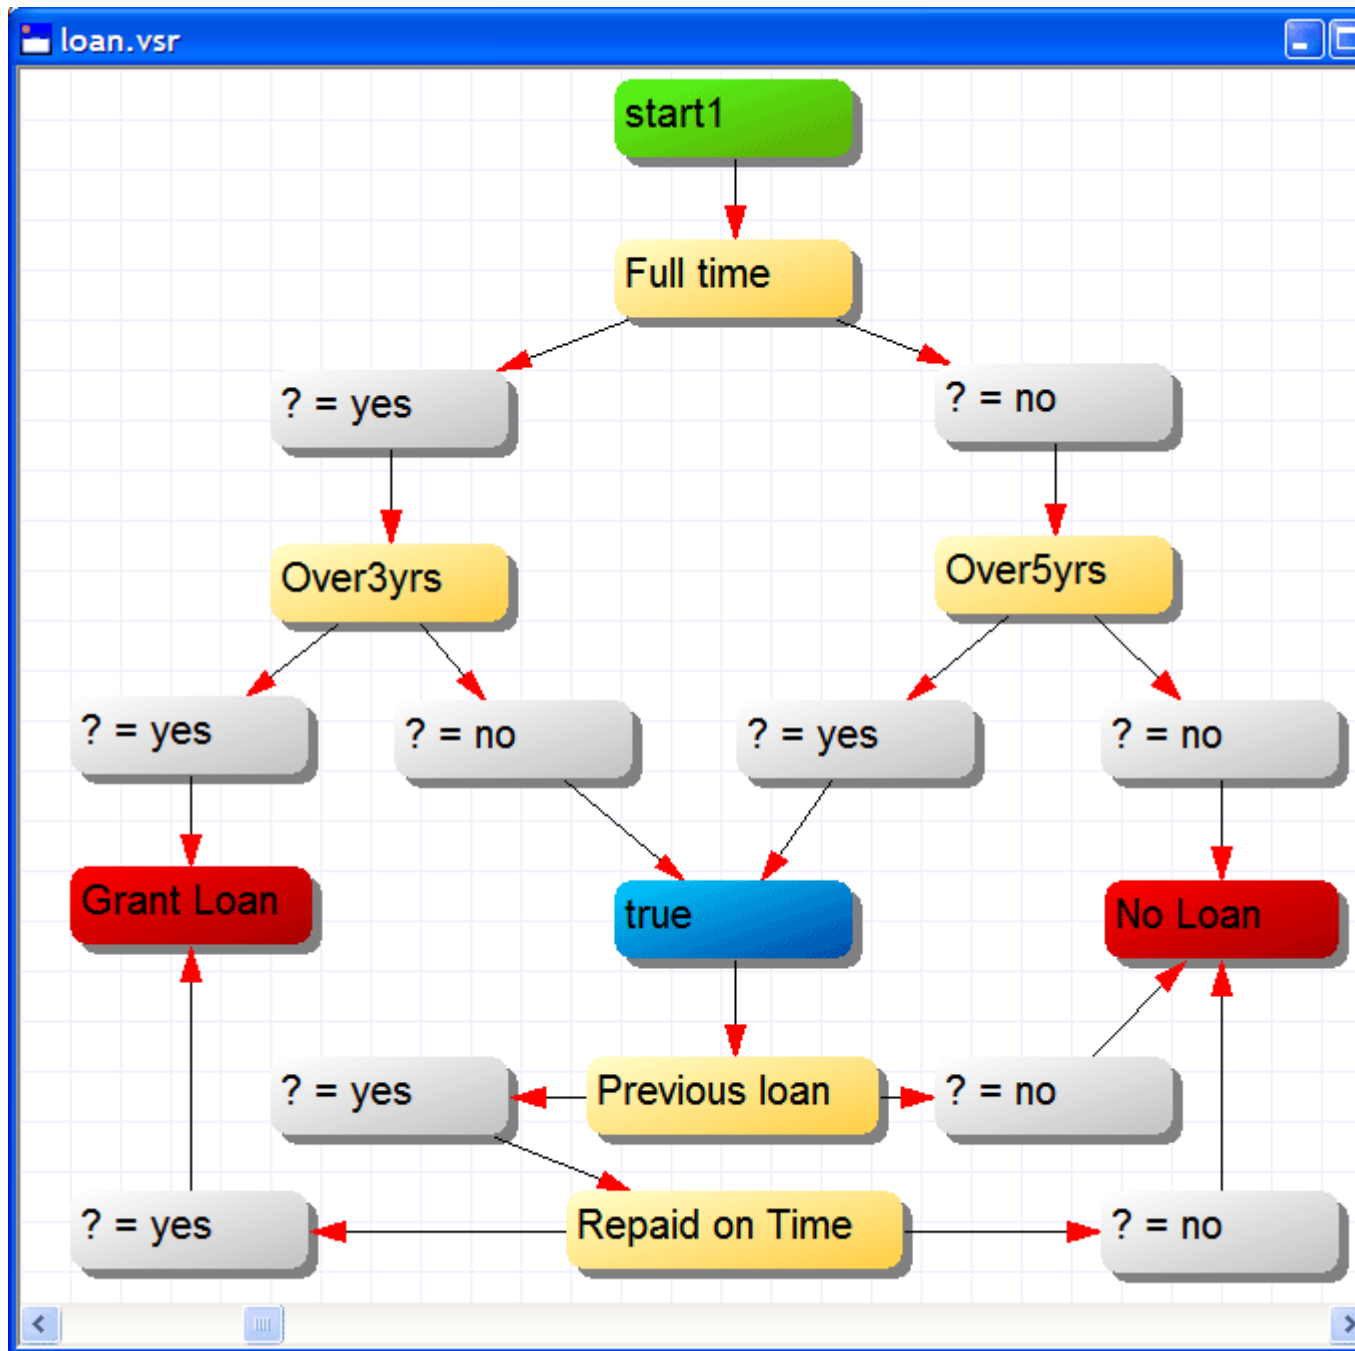 loan.vsr
start1
Full time
? = yes
? = no
Over3yrs
Over5yrs
? = yes
? = no
? = yes
? = no
Grant Loan
true
No Loan
? = yes
Previous loan
? = no
? = yes
Repaid on Time
? = no